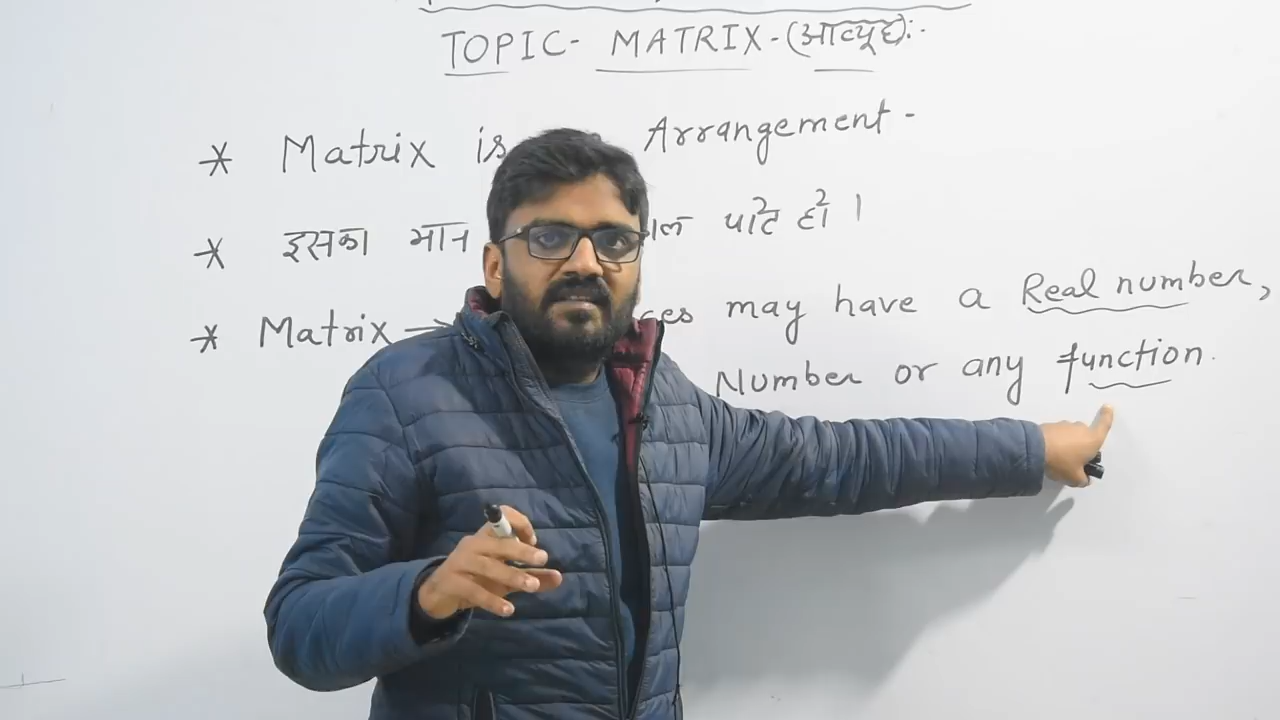 TOPIC- MATRIX-(आव्यूह):-
* Matrix is Arrangement-
* इसका मान पाते हैं।
* Matrix → may have a Real number,
Number or any function.